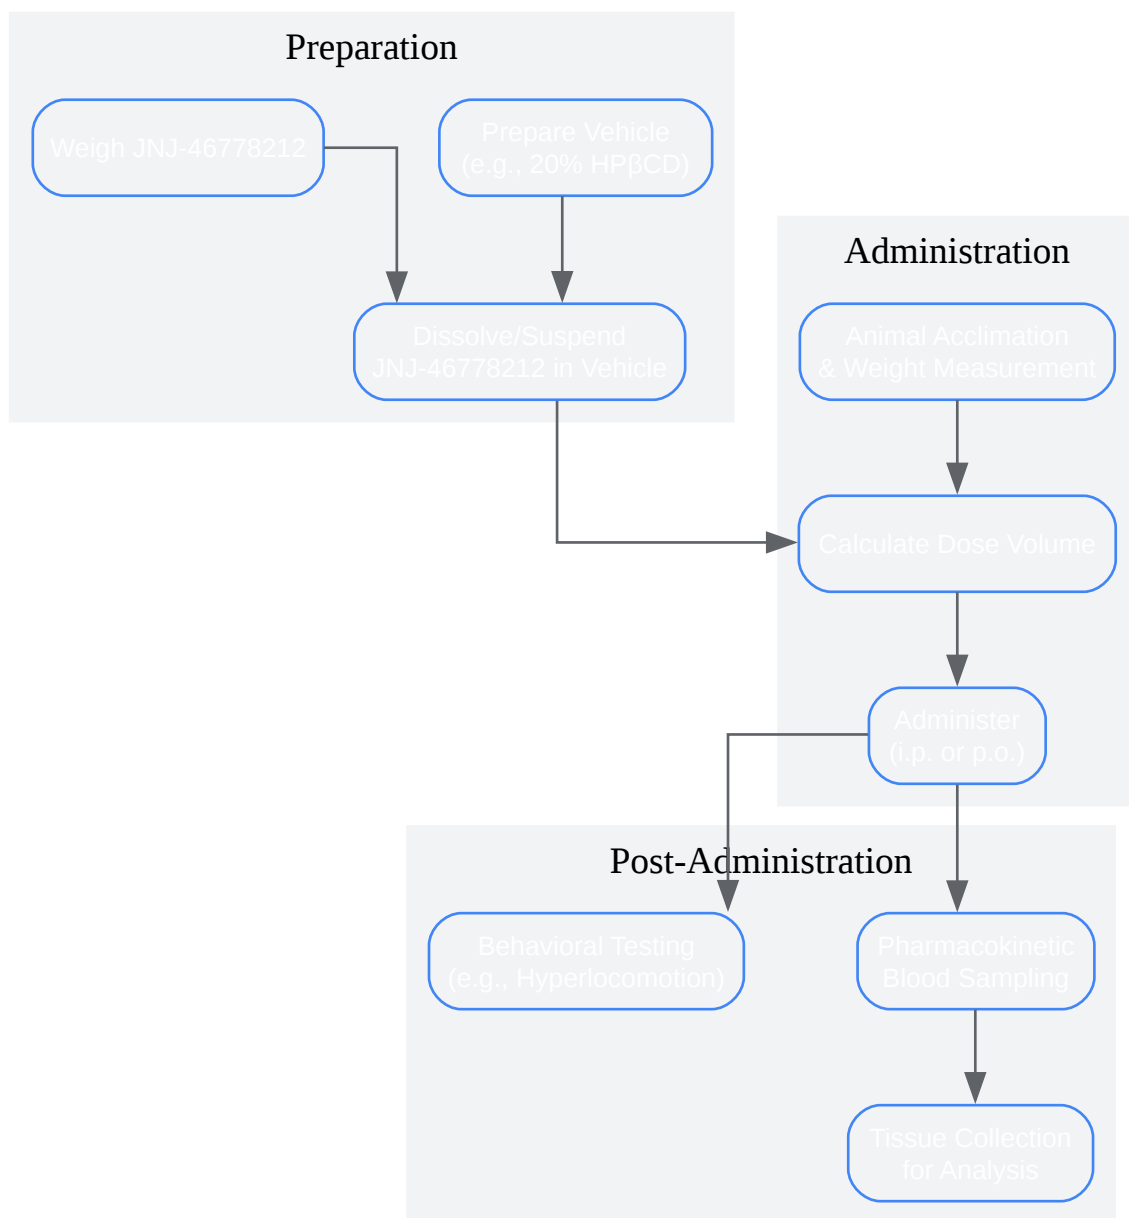 Preparation
Weigh JNJ-46778212
Prepare Vehicle
(e.g., 20% HPβCD)
Dissolve/Suspend
JNJ-46778212 in Vehicle
Administration
Animal Acclimation
& Weight Measurement
Calculate Dose Volume
Administer
(i.p. or p.o.)
Post-Administration
Behavioral Testing
(e.g., Hyperlocomotion)
Pharmacokinetic
Blood Sampling
Tissue Collection
for Analysis